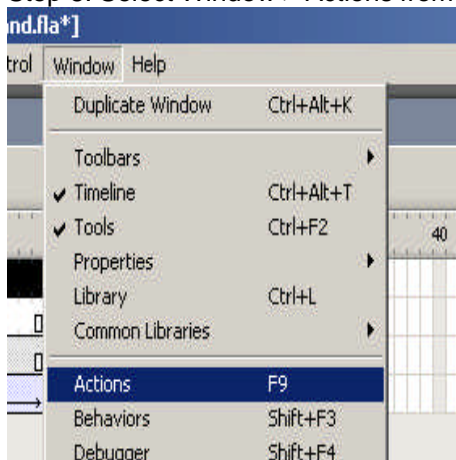 nd.fla*]
trol Window Help
Duplicate Window Ctrl+Alt+K
Toolbars
Timeline Ctrl+Alt+T
Tools Ctrl+F2
40
Properties
Library Ctrl+L
Common Libraries
Actions F9
Behaviors Shift+F3
Debugger Shift+F4